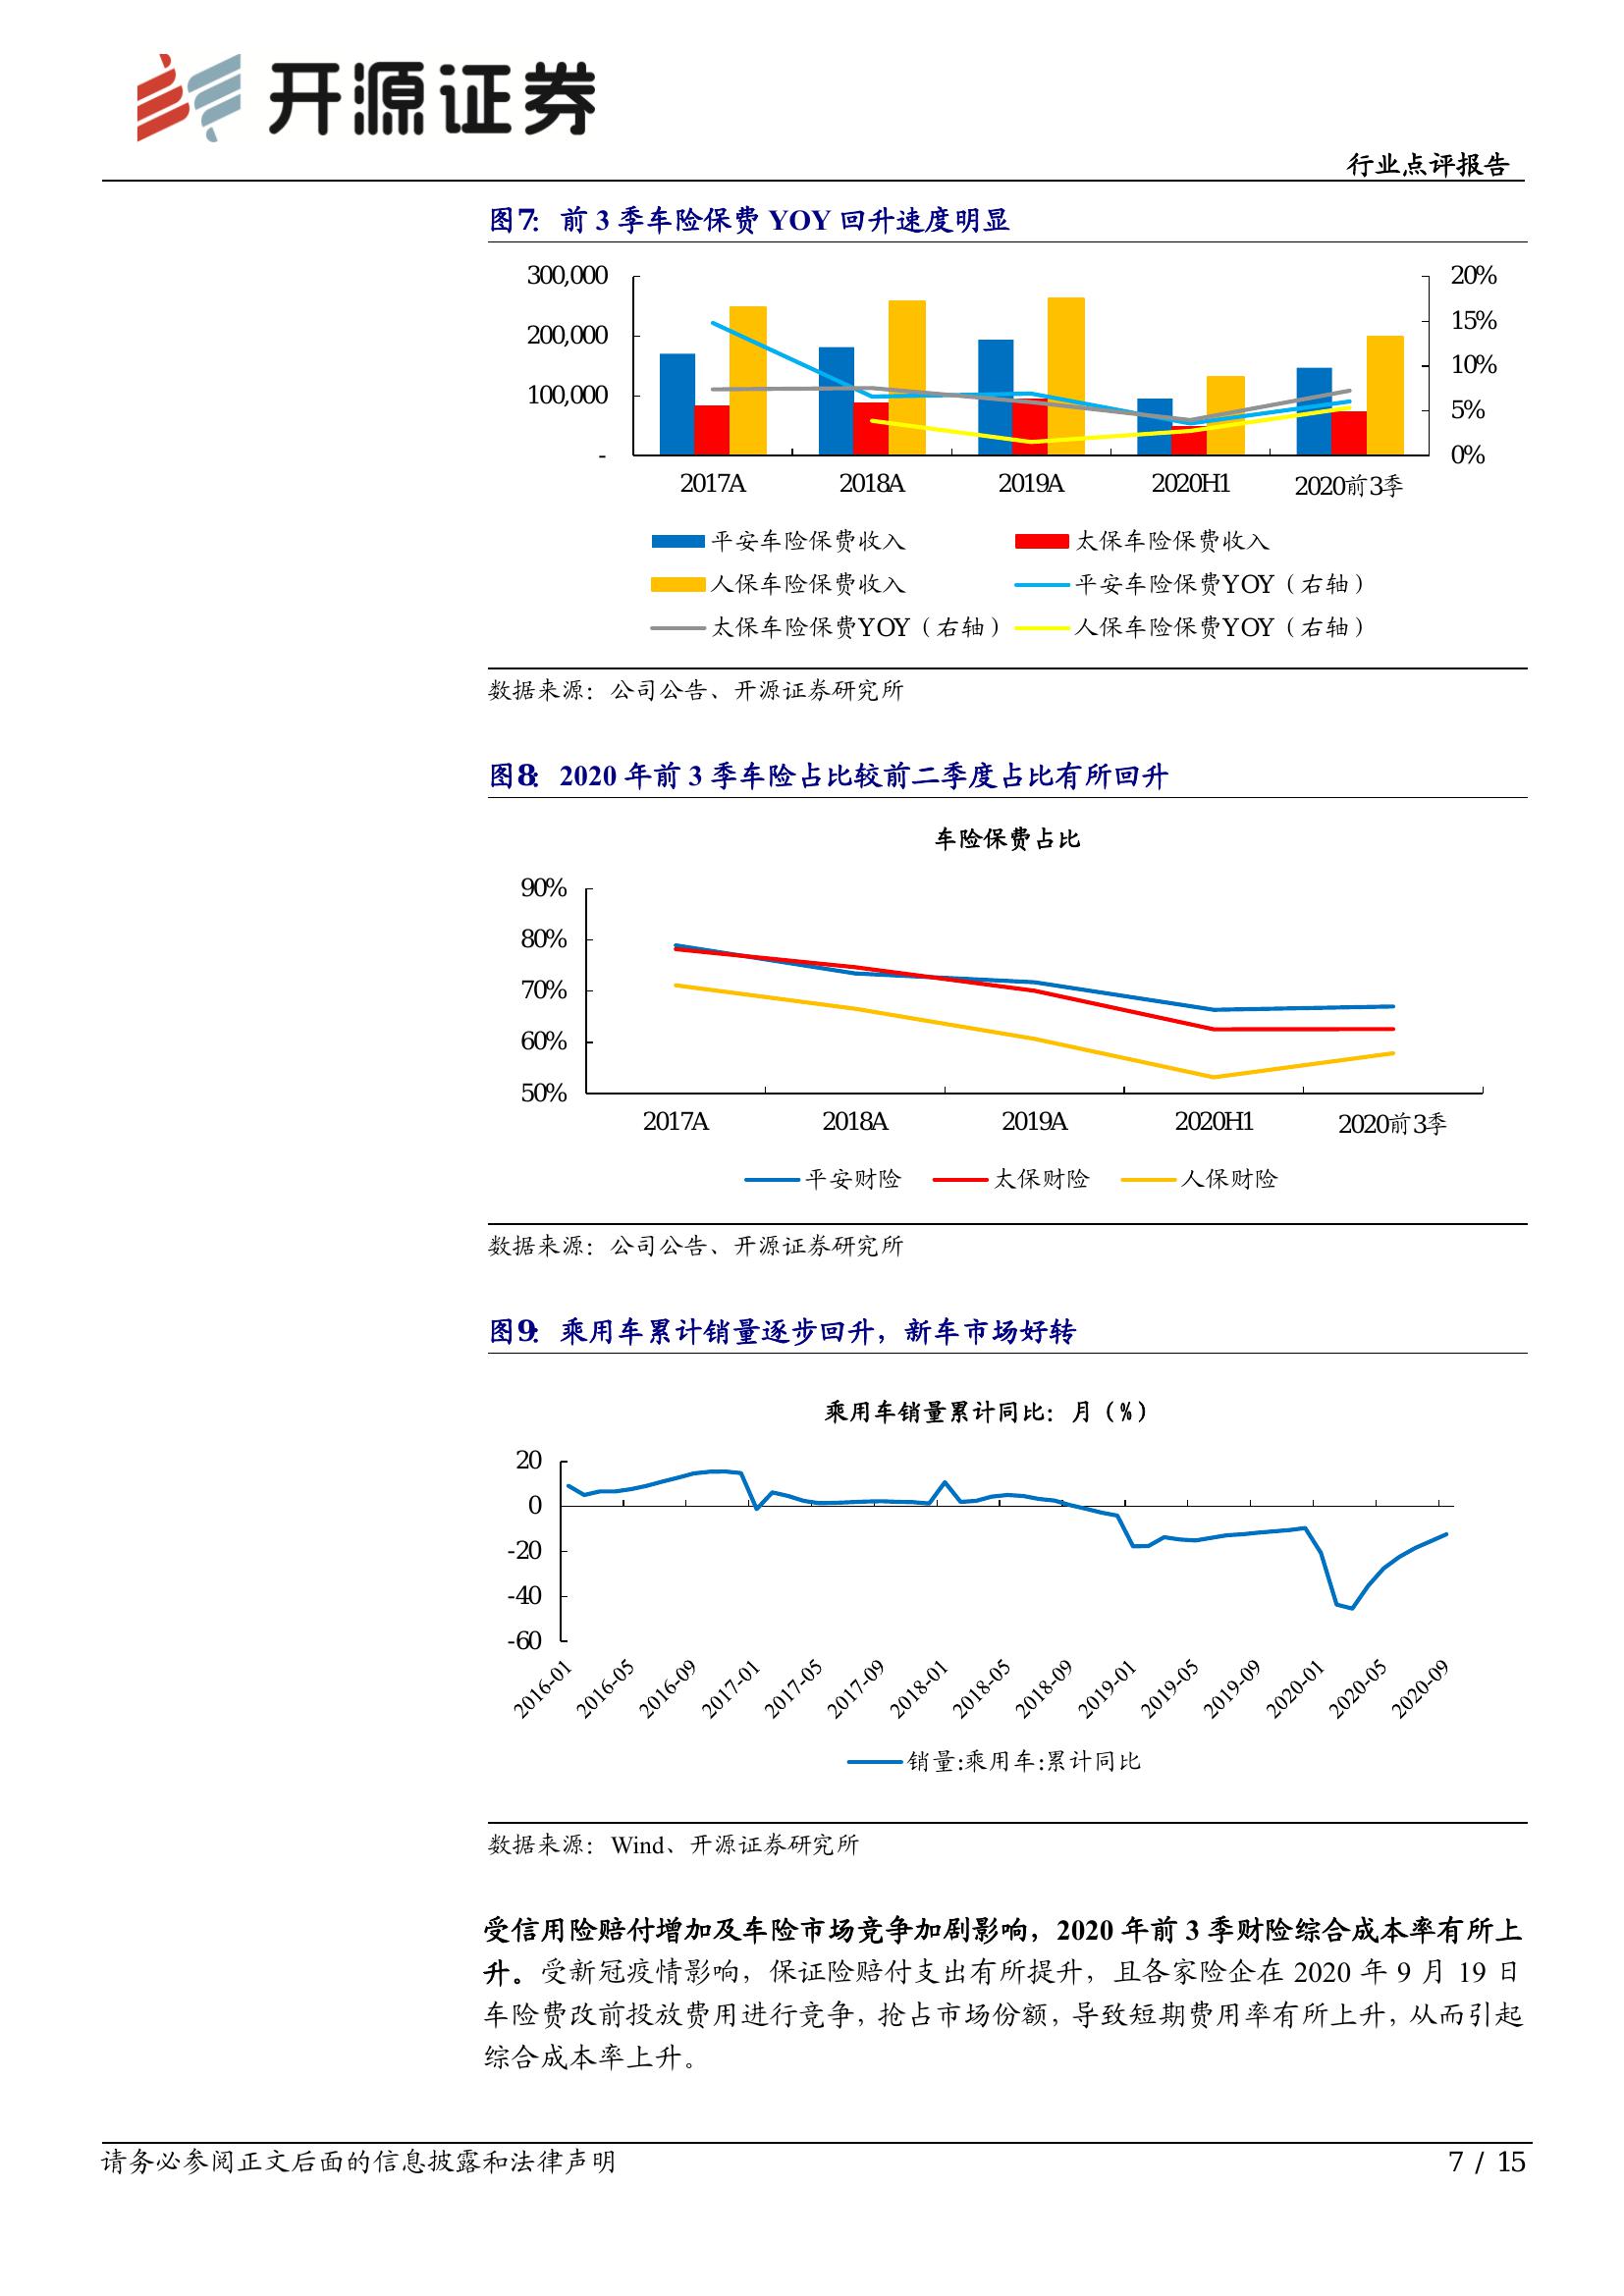 开源证券
行业点评报告
图7：前 3 季车险保费 YOY 回升速度明显
300,000
200,000
100,000
-
20%
15%
10%
5%
0%
2017A 2018A 2019A 2020H1 2020前3季
平安车险保费收入 太保车险保费收入
人保车险保费收入 平安车险保费YOY（右轴）
太保车险保费YOY（右轴） 人保车险保费YOY（右轴）
数据来源：公司公告、开源证券研究所
图8：2020 年前 3 季车险占比较前二季度占比有所回升
车险保费占比
90%
80%
70%
60%
50%
2017A 2018A 2019A 2020H1 2020前3季
平安财险 太保财险 人保财险
数据来源：公司公告、开源证券研究所
图9：乘用车累计销量逐步回升，新车市场好转
乘用车销量累计同比：月（%）
20
0
-20
-40
-60
2016-01 2016-05 2016-09 2017-01 2017-05 2017-09 2018-01 2018-05 2018-09 2019-01 2019-05 2019-09 2020-01 2020-05 2020-09
销量:乘用车:累计同比
数据来源：Wind、开源证券研究所
受信用险赔付增加及车险市场竞争加剧影响，2020 年前 3 季财险综合成本率有所上
升。受新冠疫情影响，保证险赔付支出有所提升，且各家险企在 2020 年 9 月 19 日
车险费改前投放费用进行竞争，抢占市场份额，导致短期费用率有所上升，从而引起
综合成本率上升。
请务必参阅正文后面的信息披露和法律声明
7 / 15